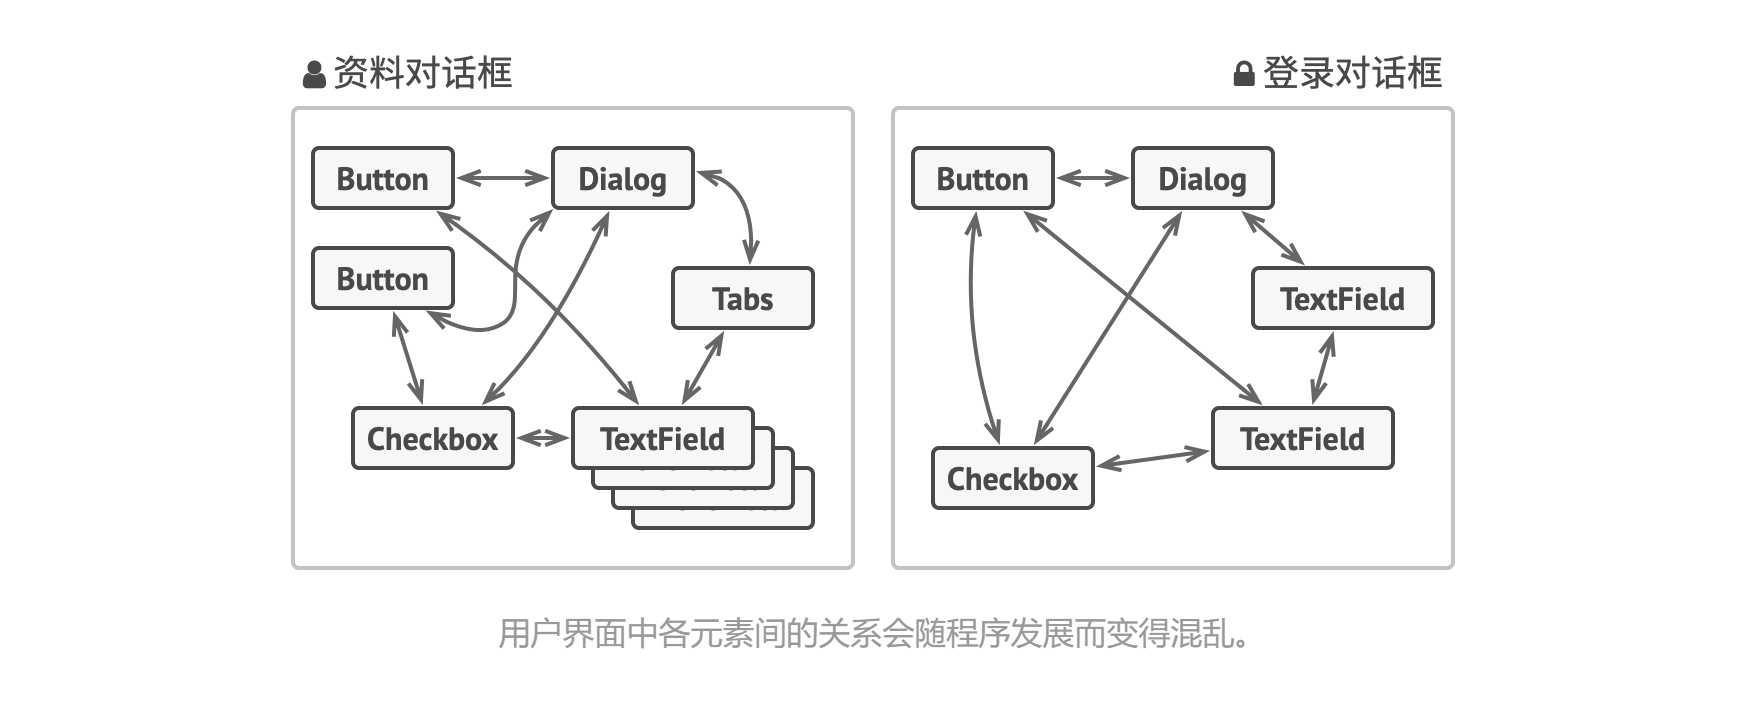 资料对话框
登录对话框
Button
Dialog
Button
Tabs
Checkbox
TextField
Button
Dialog
TextField
TextField
Checkbox
用户界面中各元素间的关系会随程序发展而变得混乱。